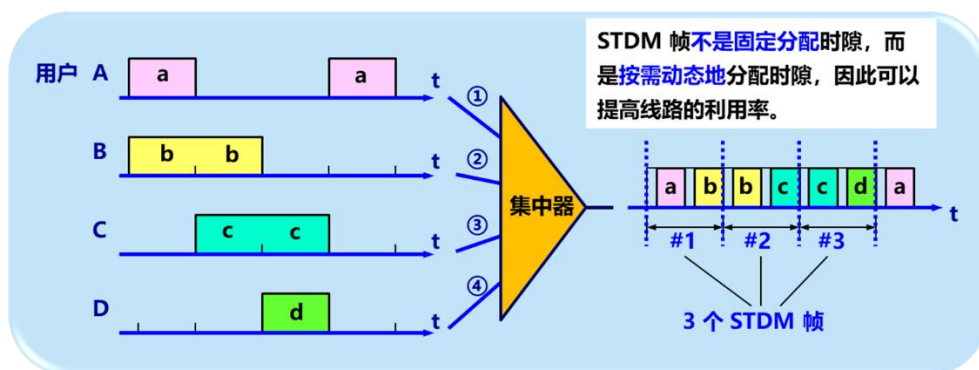 STDM 帧不是固定分配时隙，而
是按需动态地分配时隙，因此可以
提高线路的利用率。
用户 A a a t
B b b t
C c c t
D d t
① ② ③ ④
集中器
a b b c c d a t
#1 #2 #3
3 个 STDM 帧